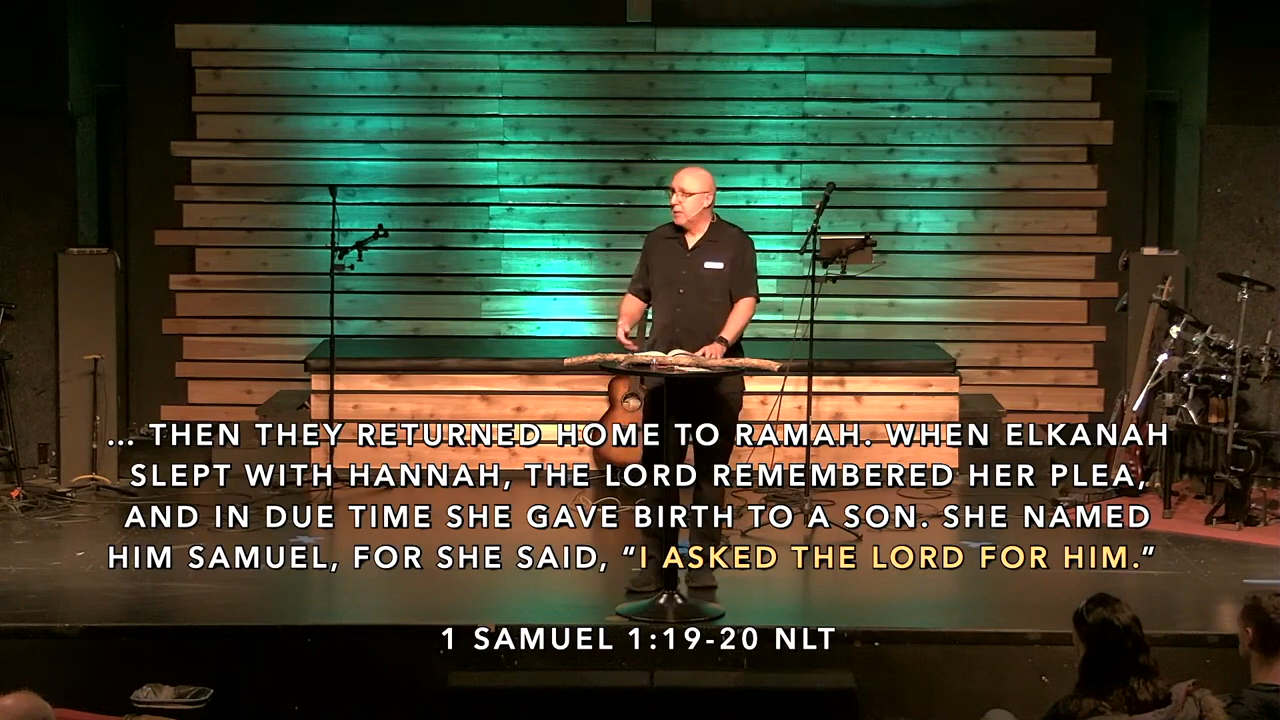 ... THEN THEY RETURNED HOME TO RAMAH. WHEN ELKANAH
SLEPT WITH HANNAH, THE LORD REMEMBERED HER PLEA,
AND IN DUE TIME SHE GAVE BIRTH TO A SON. SHE NAMED
HIM SAMUEL, FOR SHE SAID, “I ASKED THE LORD FOR HIM.”
1 SAMUEL 1:19-20 NLT